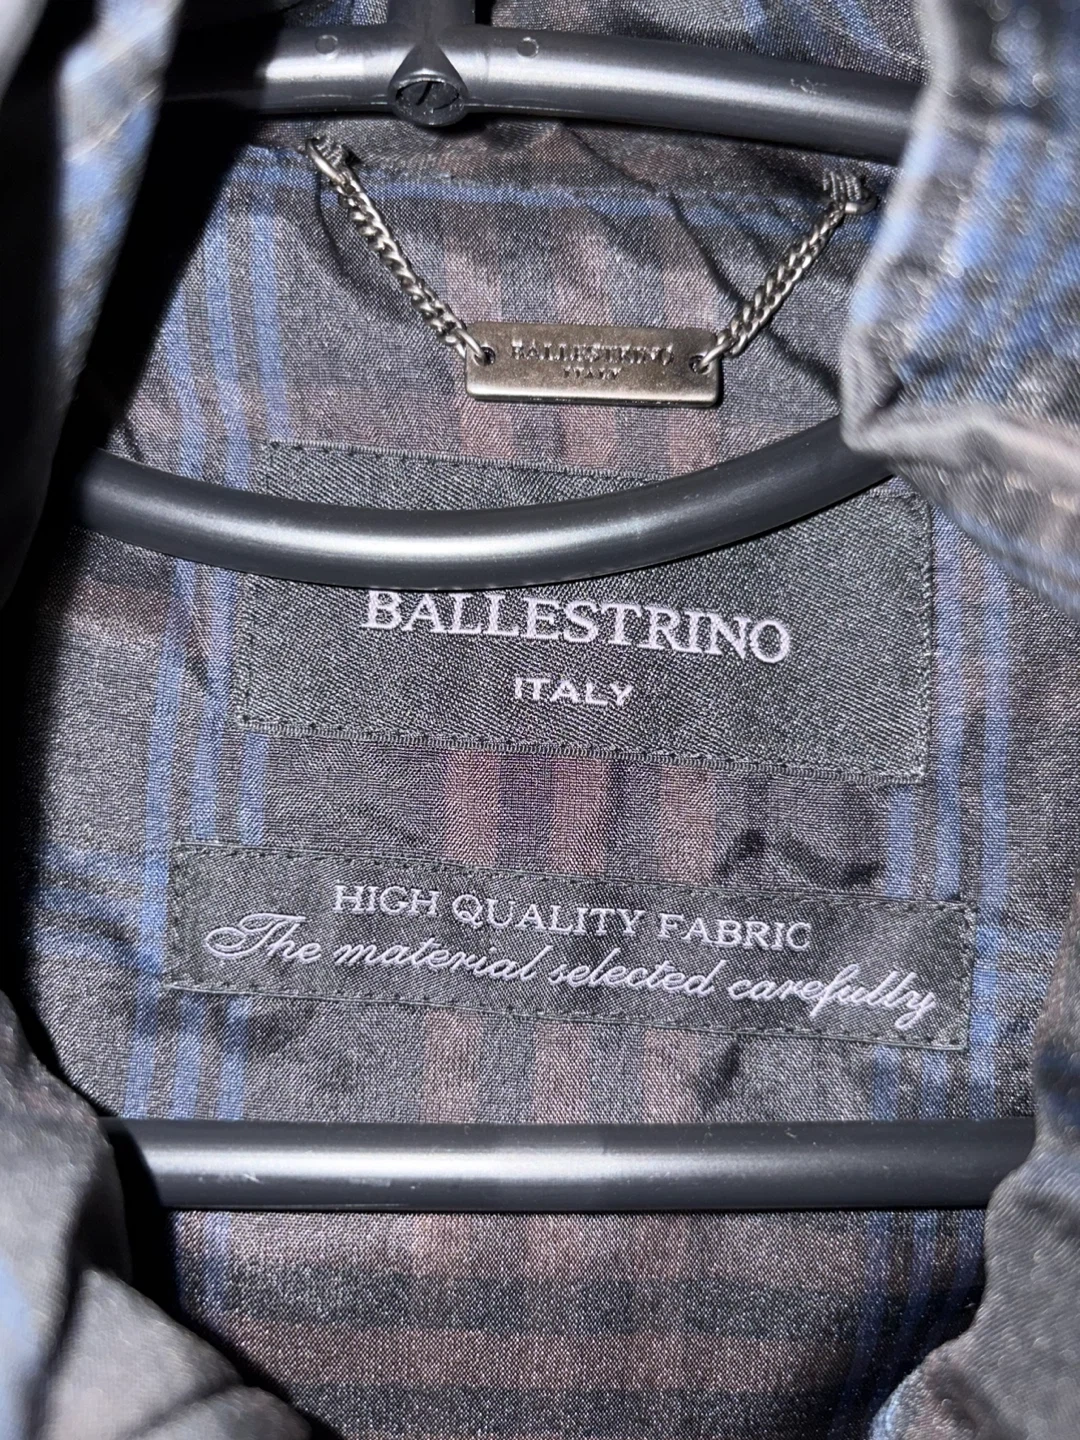 BALLESTRINO
ITALY
BALLESTRINO
ITALY
HIGH QUALITY FABRIC
The material selected carefully